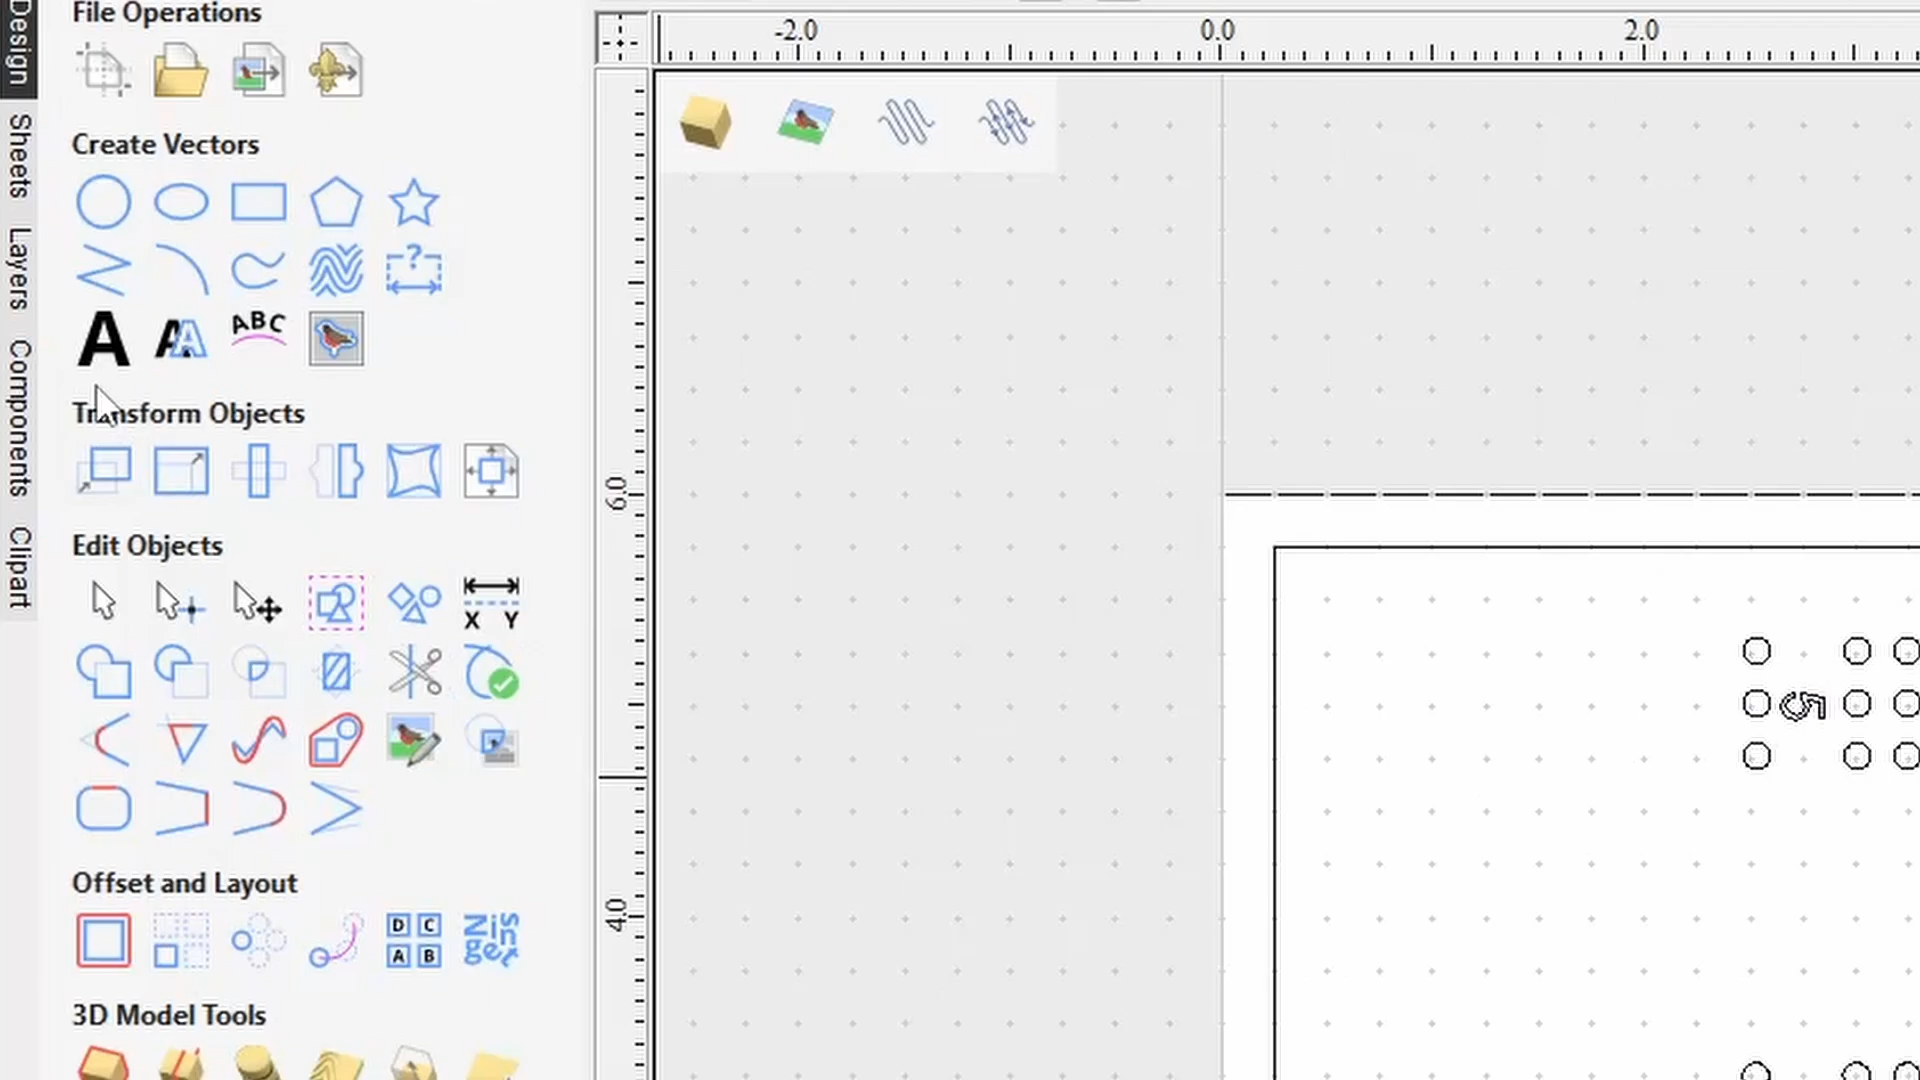 File Operations
Create Vectors
A A A ABC
?
Transform Objects
Edit Objects
X Y
Offset and Layout
D C
A B
3D Model Tools
Design
Sheets
Layers
Components
Clipart
-2.0 0.0 2.0
6.0
4.0